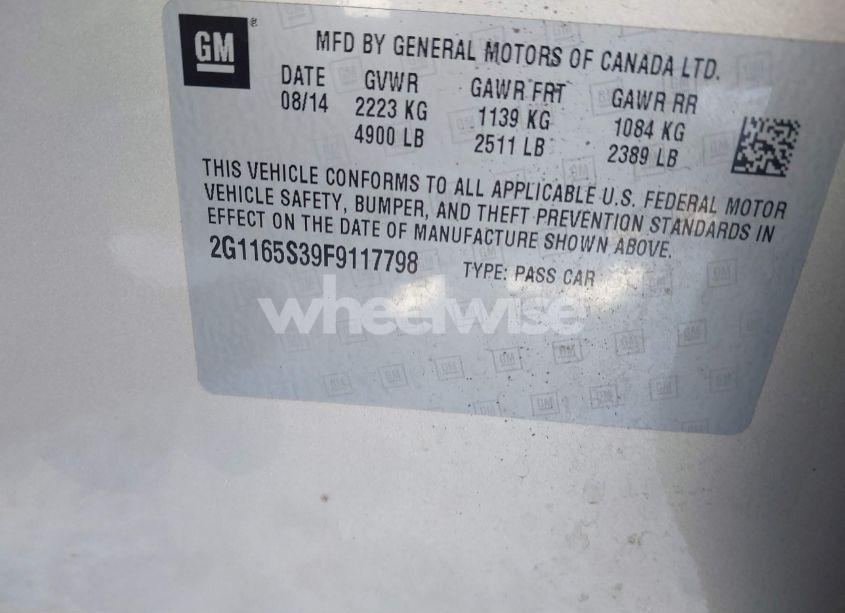 GM®
MFD BY GENERAL MOTORS OF CANADA LTD.
DATE GVWR GAWR FRT GAWR RR
08/14 2223 KG 1139 KG 1084 KG
4900 LB 2511 LB 2389 LB
THIS VEHICLE CONFORMS TO ALL APPLICABLE U.S. FEDERAL MOTOR
VEHICLE SAFETY, BUMPER, AND THEFT PREVENTION STANDARDS IN
EFFECT ON THE DATE OF MANUFACTURE SHOWN ABOVE.
2G1165S39F9117798 TYPE: PASS CAR
wheelwise